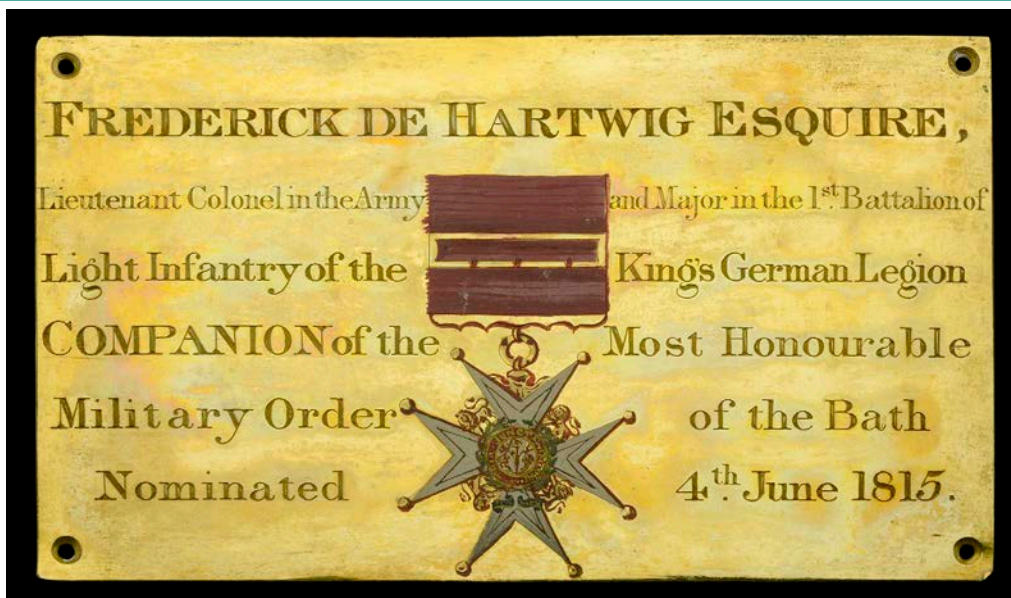 FREDERICK DE HARTWIG ESQUIRE,
Lieutenant Colonel in the Army and Major in the 1st. Battalion of
Light Infantry of the King's German Legion
COMPANION of the Most Honourable
Military Order of the Bath
Nominated 4th. June 1815.